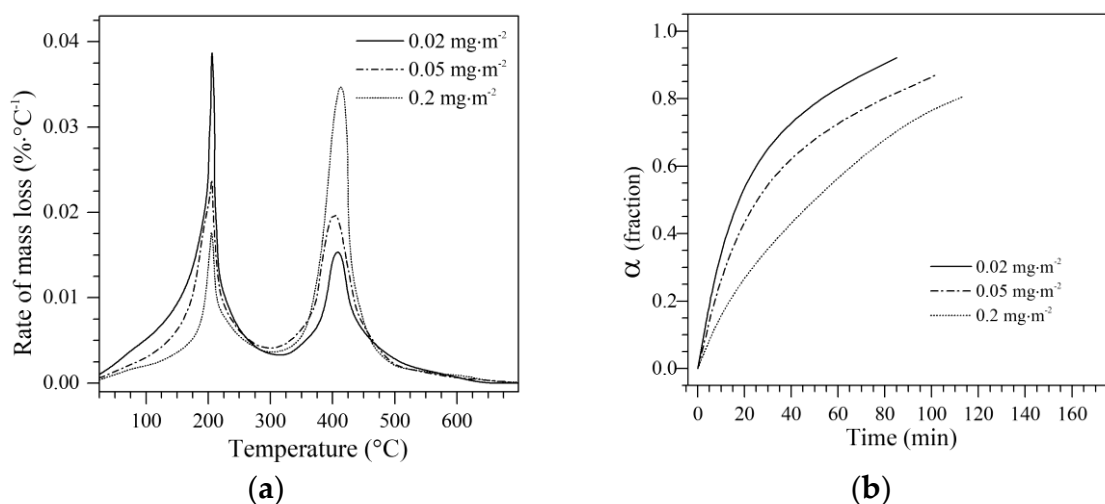 0.04
0.03
0.02
0.01
0.00
Rate of mass loss (%·°C⁻¹)
0.02 mg·m⁻²
0.05 mg·m⁻²
0.2 mg·m⁻²
100 200 300 400 500 600
Temperature (°C)
(a)
1.0
0.8
0.6
0.4
0.2
0.0
α (fraction)
0.02 mg·m⁻²
0.05 mg·m⁻²
0.2 mg·m⁻²
0 20 40 60 80 100 120 140 160
Time (min)
(b)